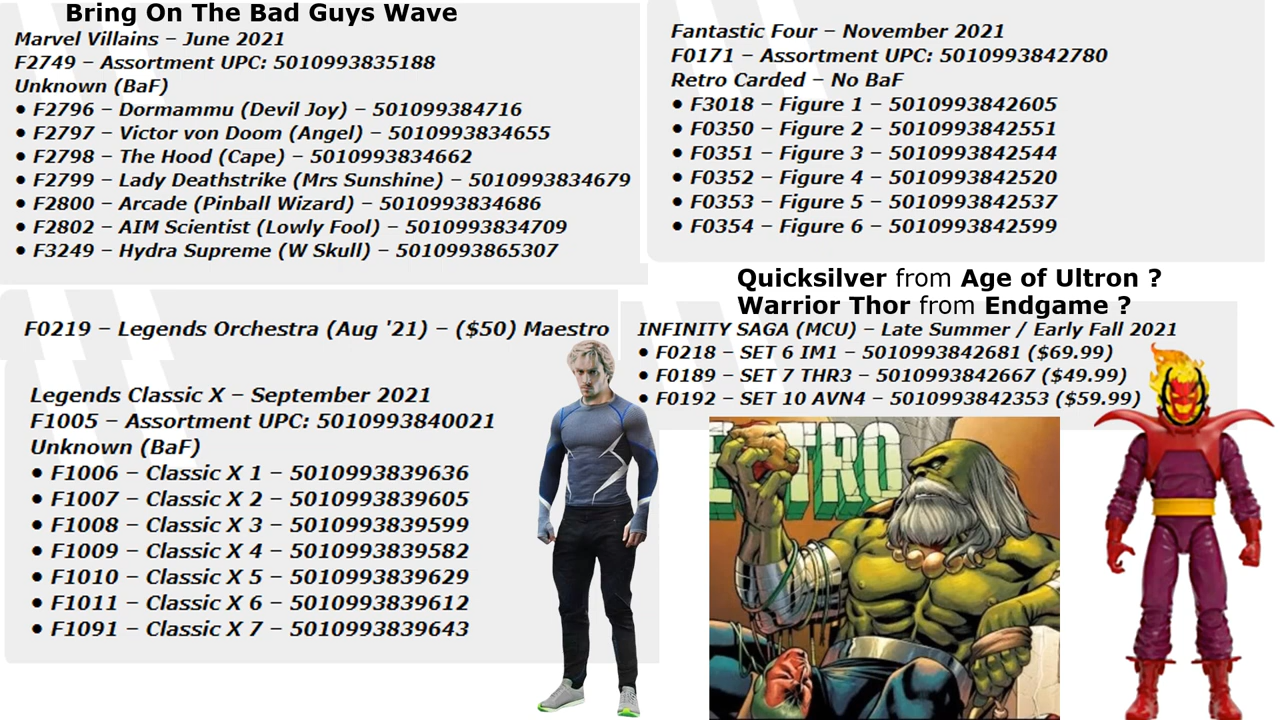 Bring On The Bad Guys Wave
Marvel Villains – June 2021
F2749 – Assortment UPC: 5010993835188
Unknown (BaF)
• F2796 – Dormammu (Devil Joy) – 501099384716
• F2797 – Victor von Doom (Angel) – 5010993834655
• F2798 – The Hood (Cape) – 5010993834662
• F2799 – Lady Deathstrike (Mrs Sunshine) – 5010993834679
• F2800 – Arcade (Pinball Wizard) – 5010993834686
• F2802 – AIM Scientist (Lowly Fool) – 5010993834709
• F3249 – Hydra Supreme (W Skull) – 5010993865307
Fantastic Four – November 2021
F0171 – Assortment UPC: 5010993842780
Retro Carded – No BaF
• F3018 – Figure 1 – 5010993842605
• F0350 – Figure 2 – 5010993842551
• F0351 – Figure 3 – 5010993842544
• F0352 – Figure 4 – 5010993842520
• F0353 – Figure 5 – 5010993842537
• F0354 – Figure 6 – 5010993842599
F0219 – Legends Orchestra (Aug '21) – ($50) Maestro
Legends Classic X – September 2021
F1005 – Assortment UPC: 5010993840021
Unknown (BaF)
• F1006 – Classic X 1 – 5010993839636
• F1007 – Classic X 2 – 5010993839605
• F1008 – Classic X 3 – 5010993839599
• F1009 – Classic X 4 – 5010993839582
• F1010 – Classic X 5 – 5010993839629
• F1011 – Classic X 6 – 5010993839612
• F1091 – Classic X 7 – 5010993839643
Quicksilver from Age of Ultron ?
Warrior Thor from Endgame ?
INFINITY SAGA (MCU) – Late Summer / Early Fall 2021
• F0218 – SET 6 IM1 – 5010993842681 ($69.99)
• F0189 – SET 7 THR3 – 5010993842667 ($49.99)
• F0192 – SET 10 AVN4 – 5010993842353 ($59.99)
STRO